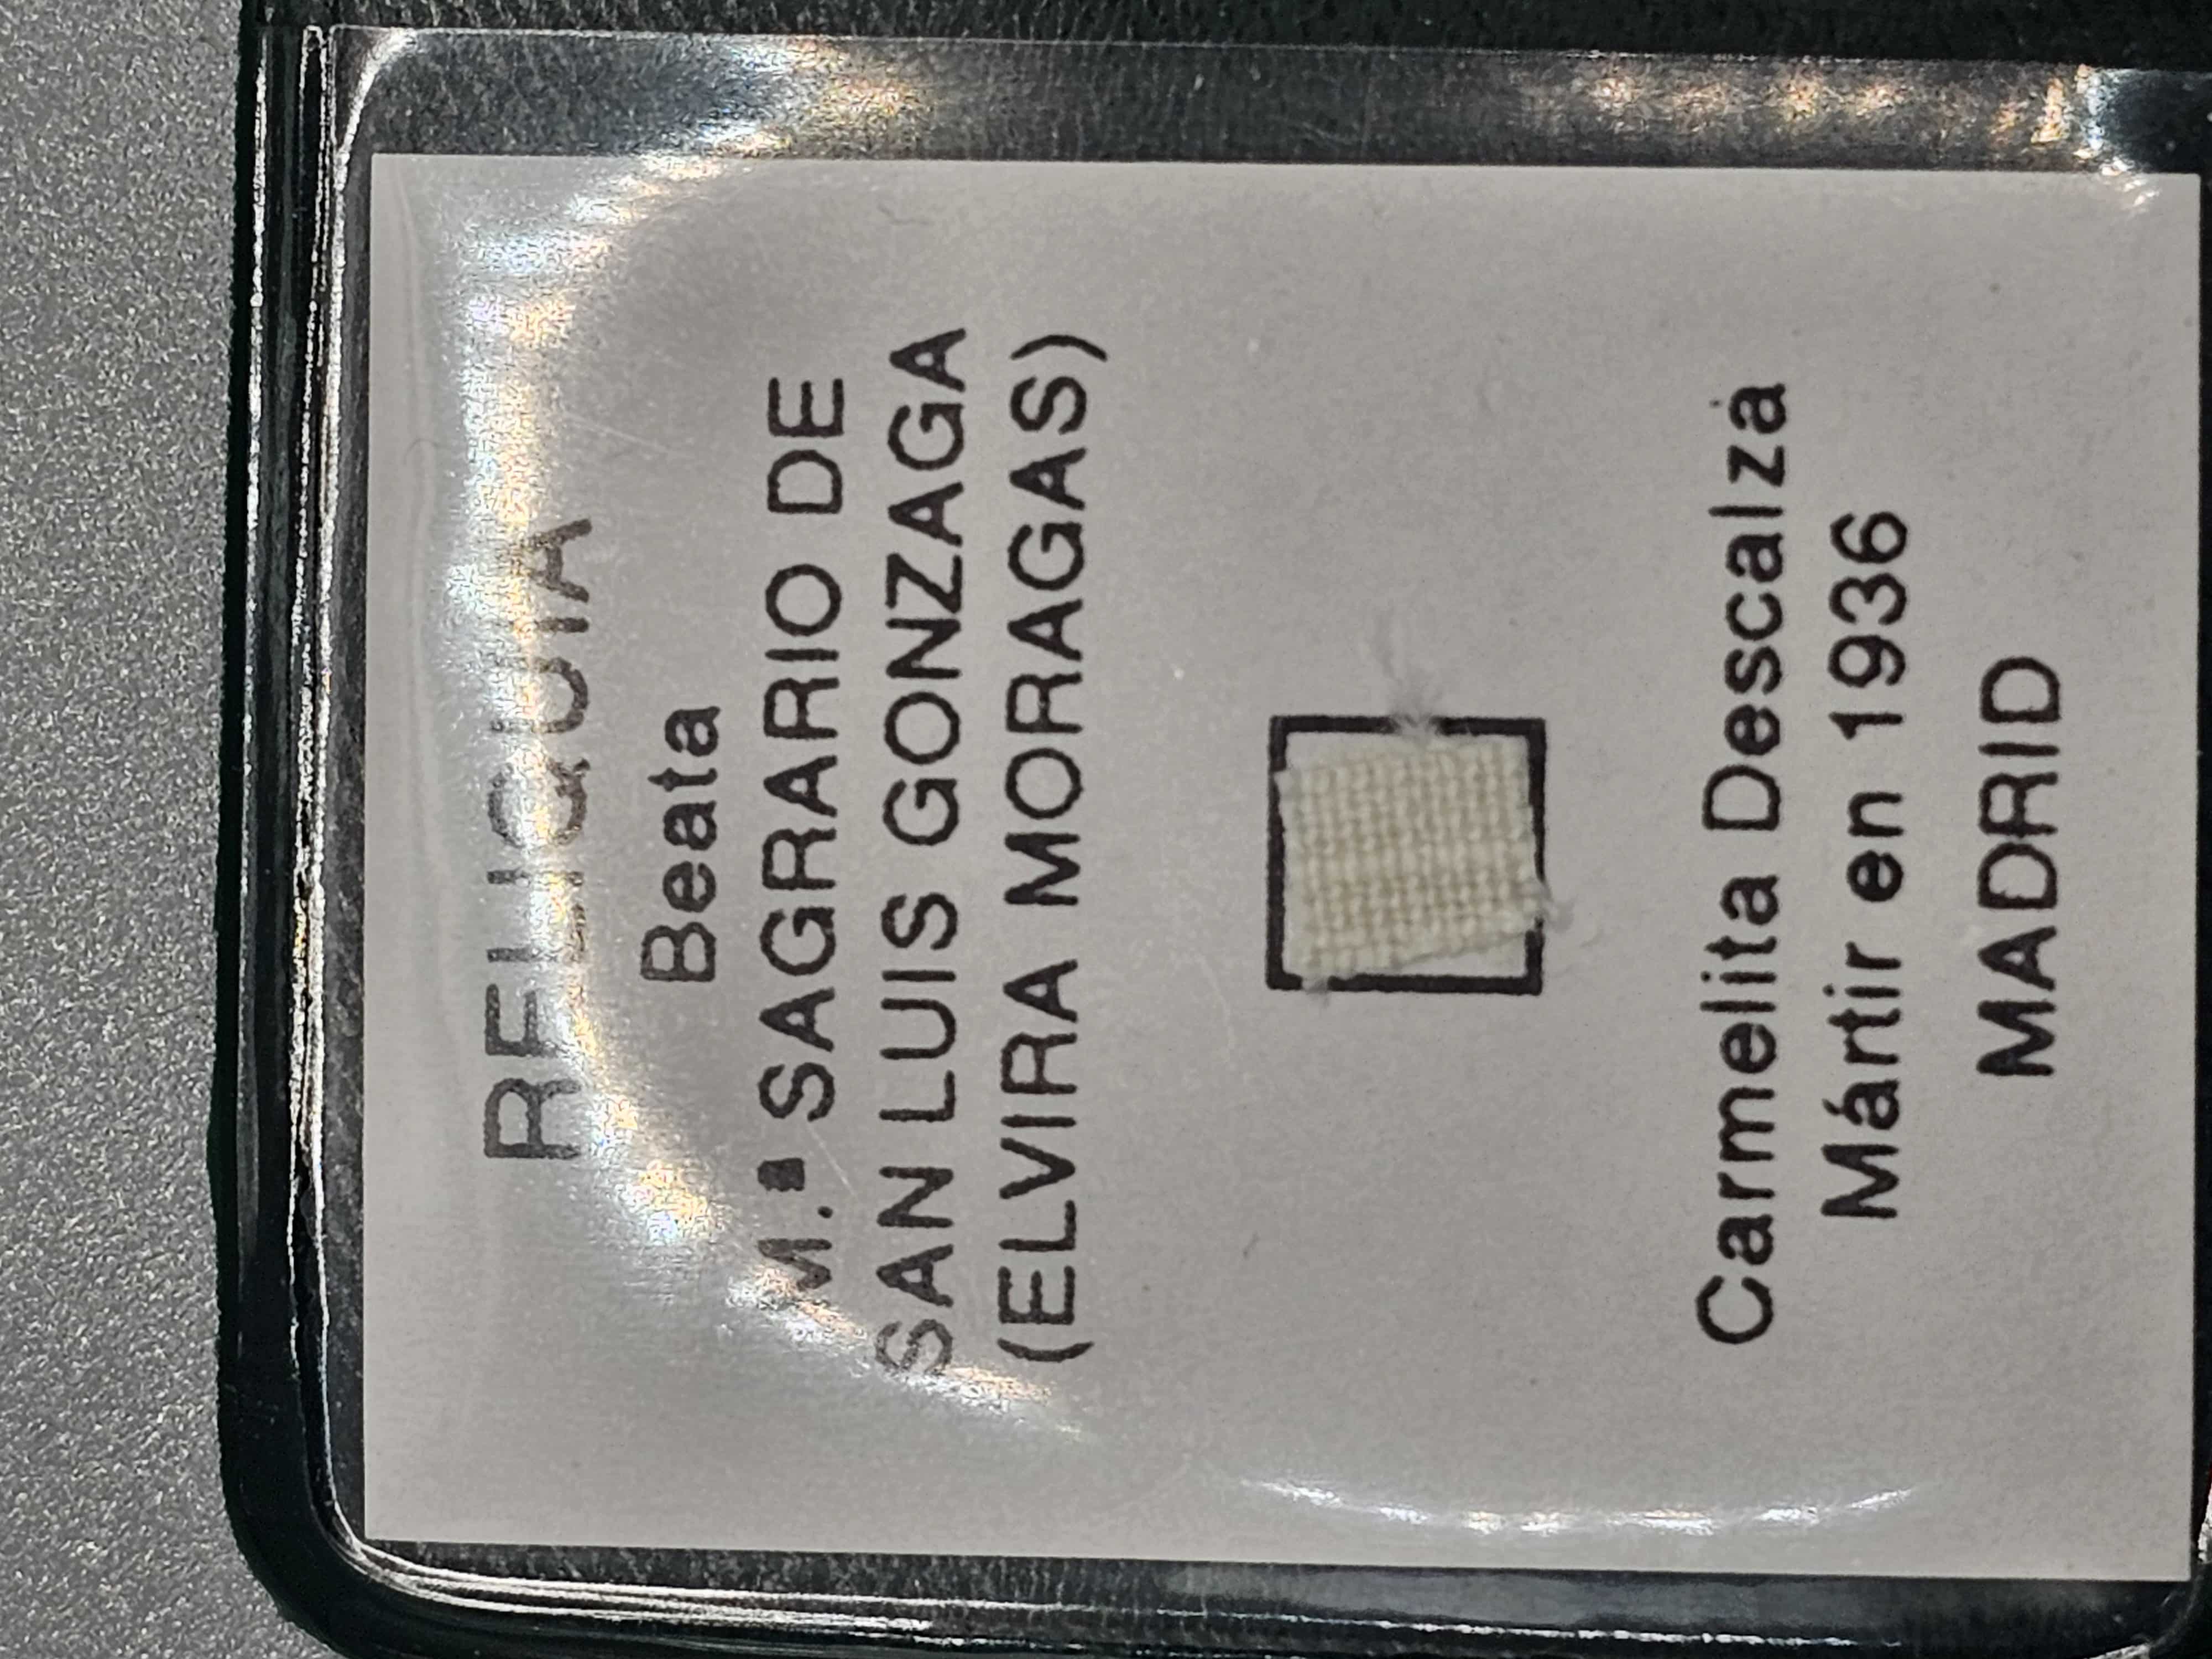 RELIQUIA
Beata
M.ª SAGRARIO DE
SAN LUIS GONZAGA
(ELVIRA MORAGAS)
Carmelita Descalza
Mártir en 1936
MADRID